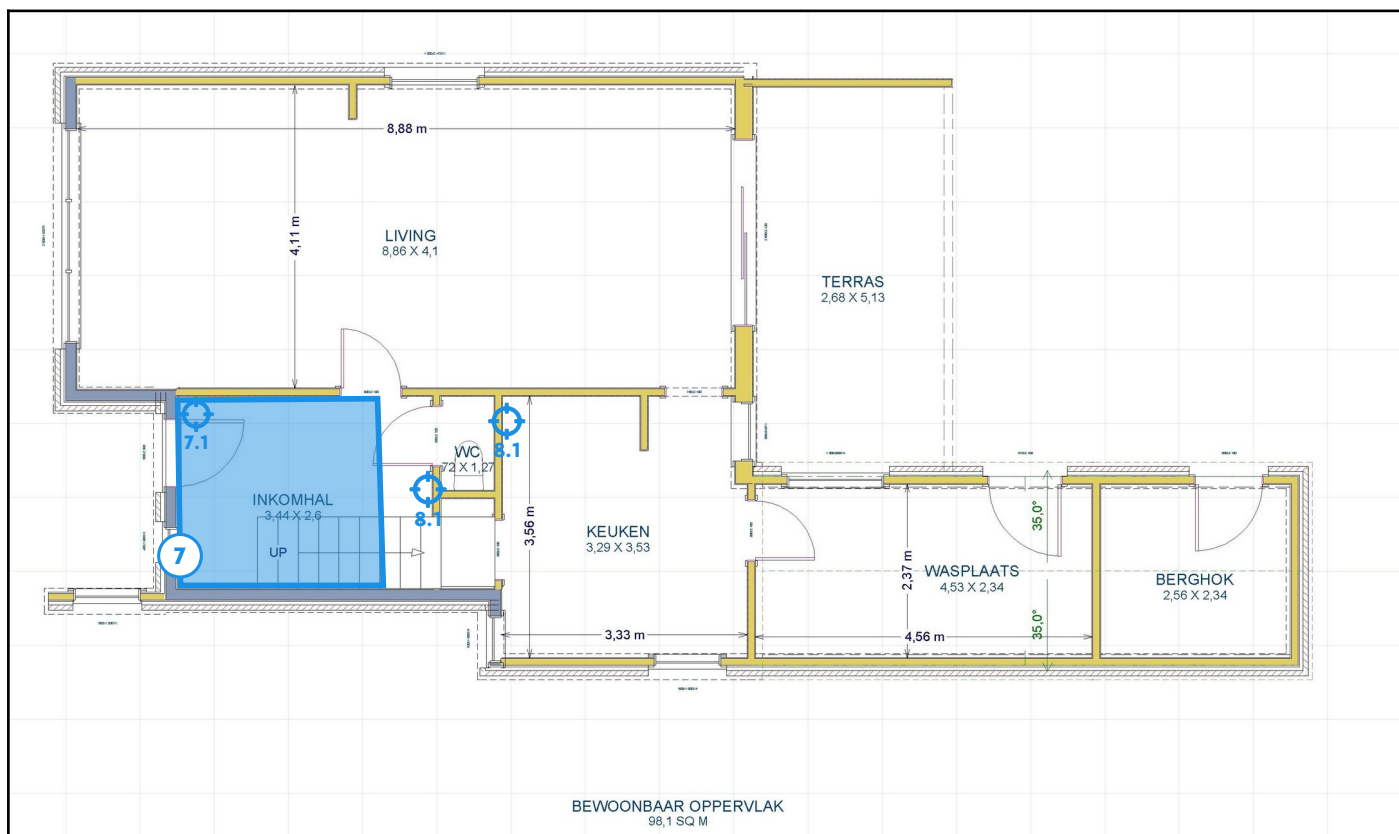 8,88 m
4,11 m
LIVING
8,86 X 4,1
TERRAS
2,68 X 5,13
7.1
8.1
WC
72 X 1,27
INKOMHAL
3,44 X 2,6
8.1
UP
7
3,56 m
KEUKEN
3,29 X 3,53
35,0°
2,37 m
WASPLAATS
4,53 X 2,34
BERGHOK
2,56 X 2,34
3,33 m
4,56 m
35,0°
BEWOONBAAR OPPERVLAK
98,1 SQ M